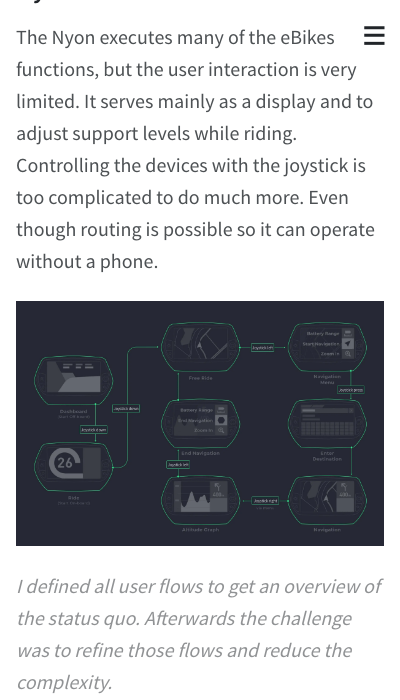 The Nyon executes many of the eBikes
functions, but the user interaction is very
limited. It serves mainly as a display and to
adjust support levels while riding.
Controlling the devices with the joystick is
too complicated to do much more. Even
though routing is possible so it can operate
without a phone.
Joystick left
Battery Range
Start Navigation
Zoom In
Free Ride
Navigation
Menu
Dashboard
Joystick down
Joystick down
Joystick press
Battery Range
End Navigation
Zoom In
End Navigation
Enter
Destination
26
Ride
Joystick left
Joystick right
Altitude Graph
Navigation
I defined all user flows to get an overview of
the status quo. Afterwards the challenge
was to refine those flows and reduce the
complexity.